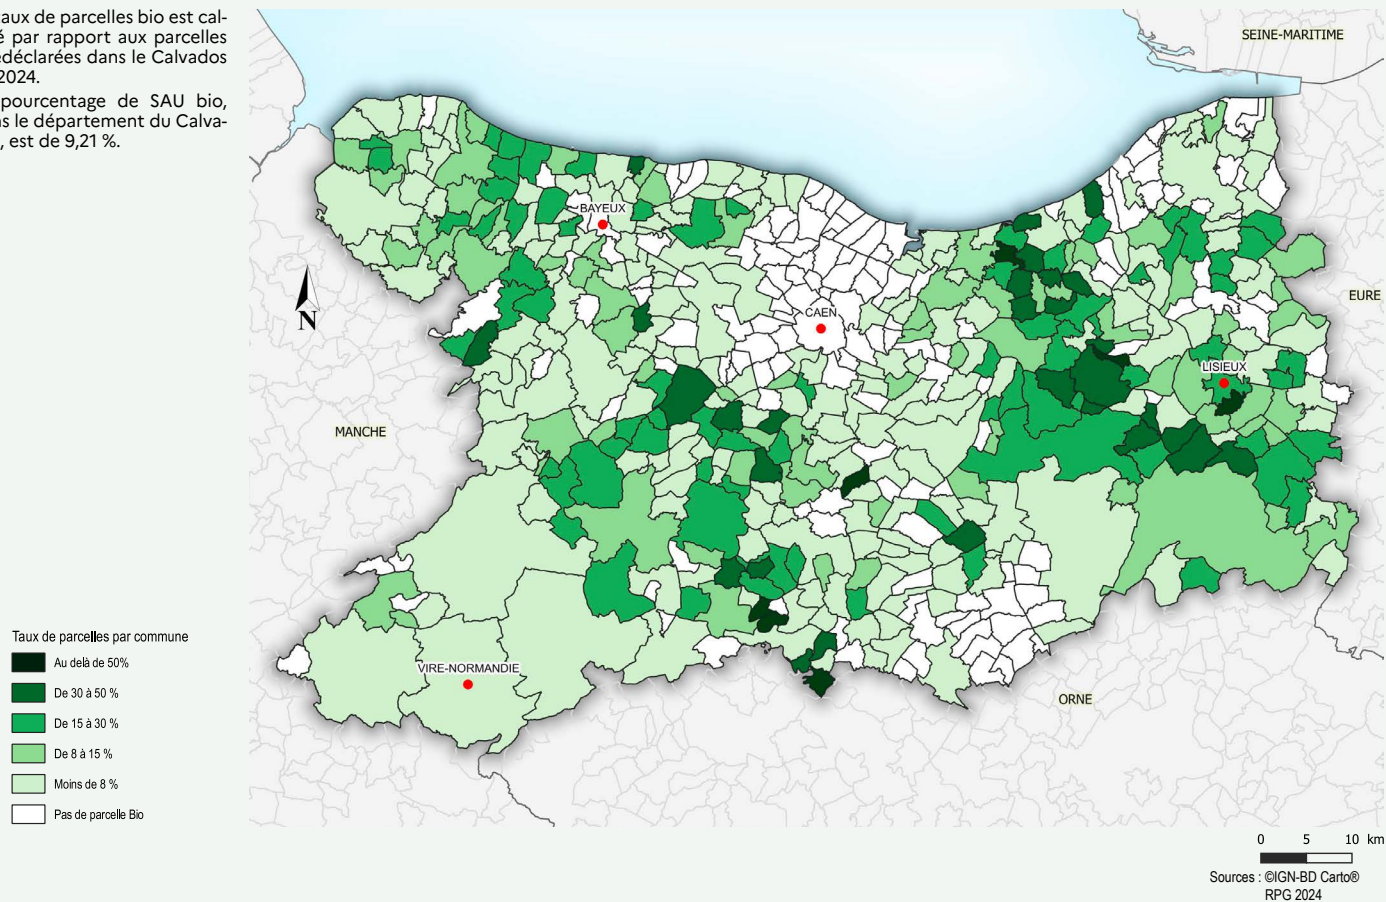 taux de parcelles bio est cal-
é par rapport aux parcelles
édéclarées dans le Calvados
2024.
pourcentage de SAU bio,
ns le département du Calva-
, est de 9,21 %.
SEINE-MARITIME
BAYEUX
EURE
N
CAEN
LISIEUX
MANCHE
Taux de parcelles par commune
Au delà de 50%
VIRE-NORMANDIE
De 30 à 50 %
ORNE
De 15 à 30 %
De 8 à 15 %
Moins de 8 %
Pas de parcelle Bio
0 5 10 km
Sources : ©IGN-BD Carto®
RPG 2024